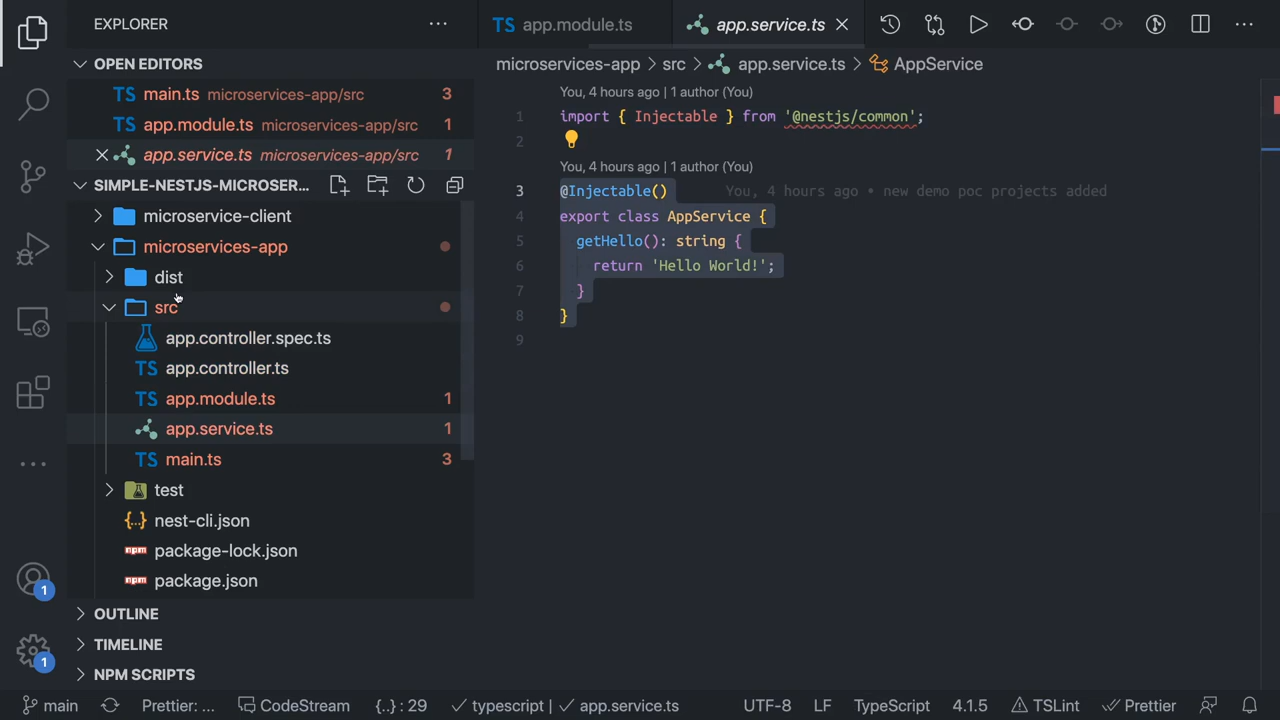 EXPLORER
OPEN EDITORS
TS main.ts microservices-app/src 3
TS app.module.ts microservices-app/src 1
app.service.ts microservices-app/src 1
SIMPLE-NESTJS-MICROSER...
microservice-client
microservices-app
dist
src
app.controller.spec.ts
TS app.controller.ts
TS app.module.ts 1
app.service.ts 1
TS main.ts 3
test
{...} nest-cli.json
npm package-lock.json
npm package.json
OUTLINE
TIMELINE
NPM SCRIPTS
1
1
TS app.module.ts
app.service.ts
microservices-app > src > app.service.ts > AppService
You, 4 hours ago | 1 author (You)
1 import { Injectable } from '@nestjs/common';
2
You, 4 hours ago | 1 author (You)
3 @Injectable() You, 4 hours ago • new demo poc projects added
4 export class AppService {
5 getHello(): string {
6 return 'Hello World!';
7 }
8 }
9
main Prettier: ... CodeStream {..} : 29 typescript | app.service.ts UTF-8 LF TypeScript 4.1.5 TSLint Prettier